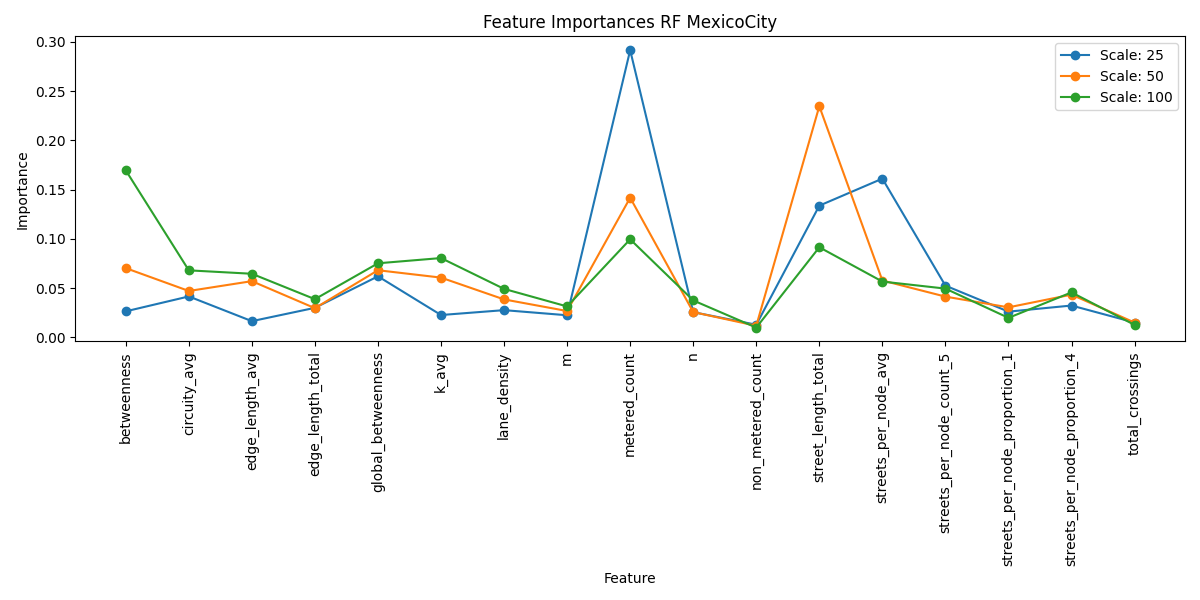 Feature Importances RF MexicoCity
Scale: 25
Scale: 50
Scale: 100
Importance
0.30
0.25
0.20
0.15
0.10
0.05
0.00
betweenness
circuity_avg
edge_length_avg
edge_length_total
global_betweenness
k_avg
lane_density
m
metered_count
n
non_metered_count
street_length_total
streets_per_node_avg
streets_per_node_count_5
streets_per_node_proportion_1
streets_per_node_proportion_4
total_crossings
Feature